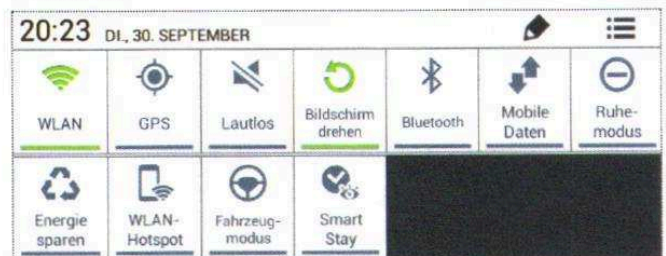 20:23 DI., 30. SEPTEMBER
WLAN
GPS
Lautlos
Bildschirm
drehen
Bluetooth
Mobile
Daten
Ruhe-
modus
Energie
sparen
WLAN-
Hotspot
Fahrzeug-
modus
Smart
Stay